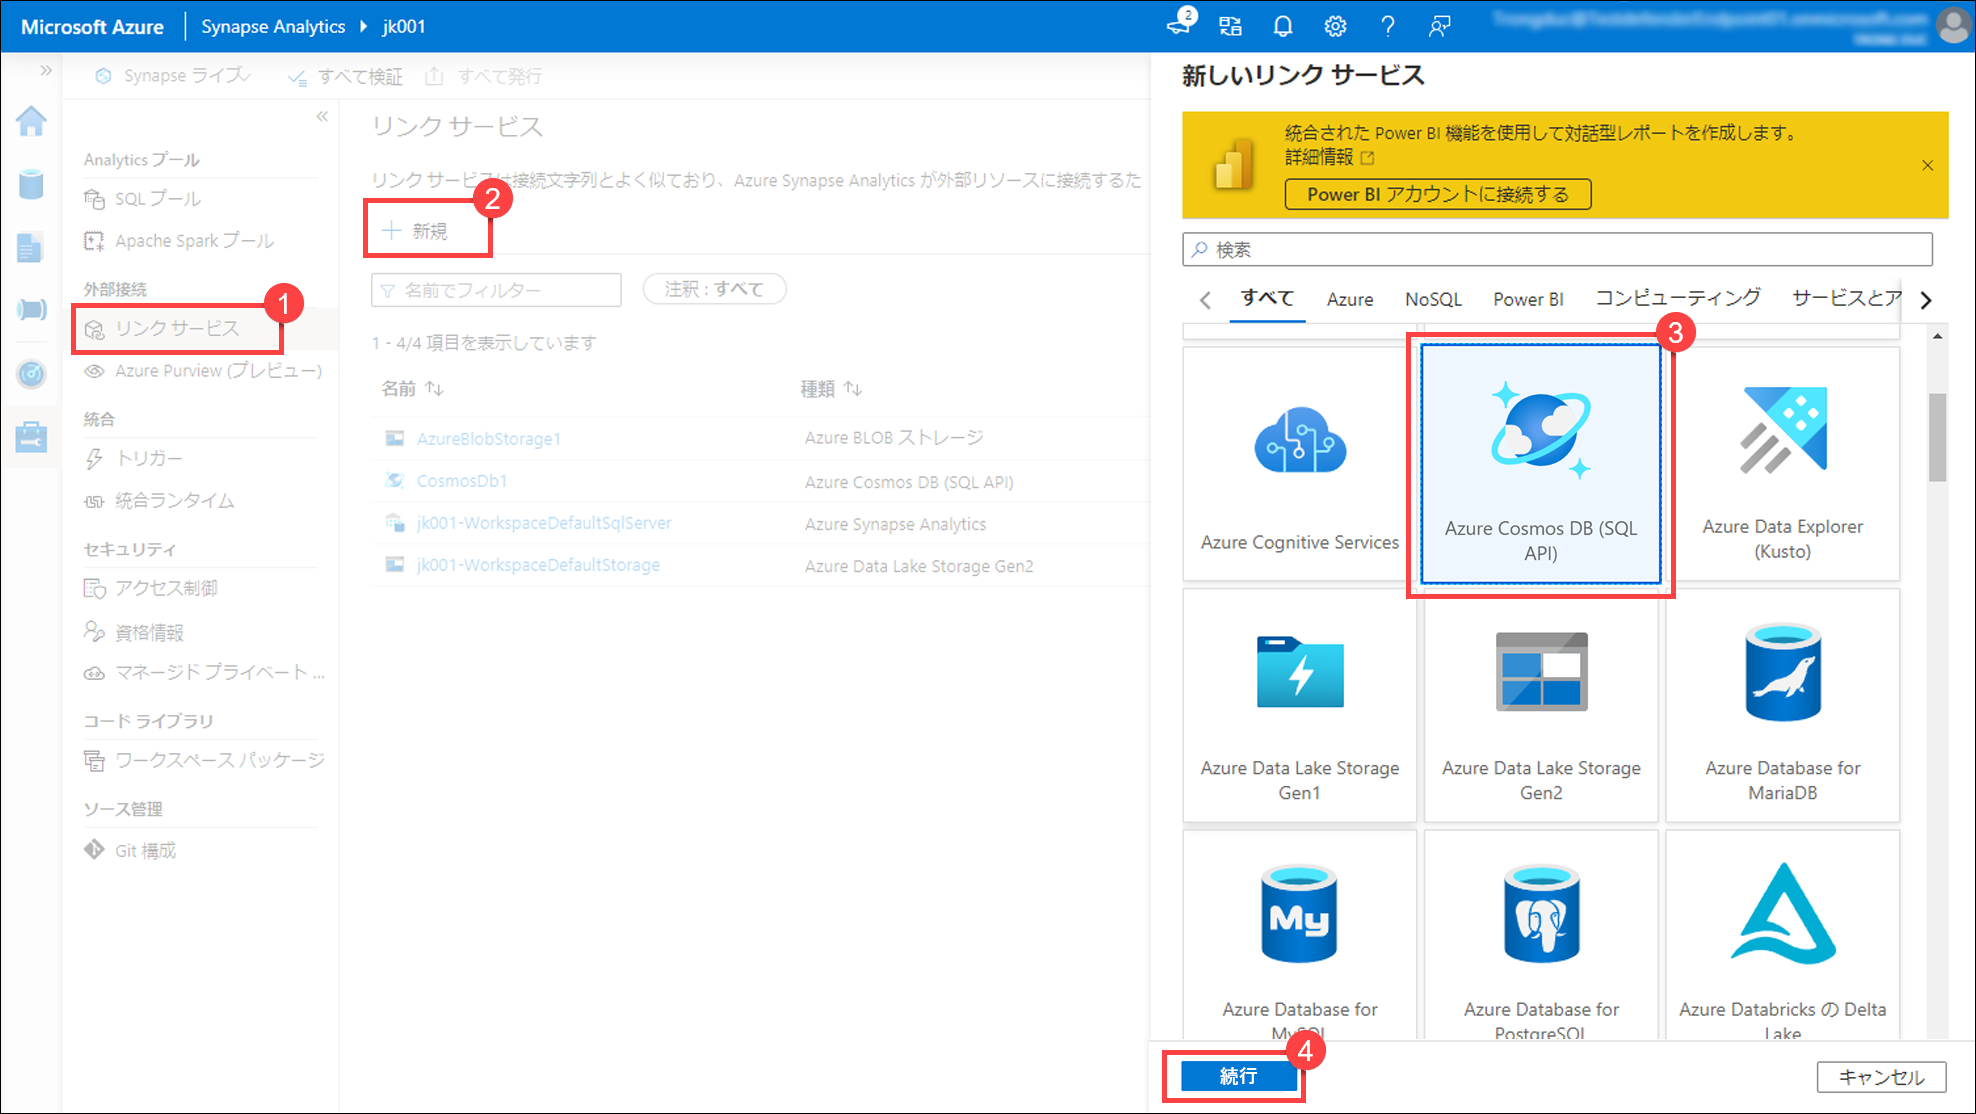 Microsoft Azure
Synapse Analytics
jk001
2
Synapse ライブ
すべて検証
すべて発行
Analytics プール
SQL プール
Apache Spark プール
外部接続
1
リンク サービス
Azure Purview (プレビュー)
統合
トリガー
統合ランタイム
セキュリティ
アクセス制御
資格情報
マネージド プライベート ...
コード ライブラリ
ワークスペース パッケージ
ソース管理
Git 構成
リンク サービス
リンク サービスは接続文字列とよく似ており、Azure Synapse Analytics が外部リソースに接続するた
2
新規
名前でフィルター
注釈 : すべて
1 - 4/4 項目を表示しています
名前
種類
AzureBlobStorage1
Azure BLOB ストレージ
CosmosDb1
Azure Cosmos DB (SQL API)
jk001-WorkspaceDefaultSqlServer
Azure Synapse Analytics
jk001-WorkspaceDefaultStorage
Azure Data Lake Storage Gen2
新しいリンク サービス
統合された Power BI 機能を使用して対話型レポートを作成します。
詳細情報
Power BI アカウントに接続する
検索
すべて
Azure
NoSQL
Power BI
コンピューティング
サービスとア
3
Azure Cognitive Services
Azure Cosmos DB (SQL
API)
Azure Data Explorer
(Kusto)
Azure Data Lake Storage
Gen1
Azure Data Lake Storage
Gen2
Azure Database for
MariaDB
My
Azure Database for
MySQL
Azure Database for
PostgreSQL
Azure Databricks の Delta
Lake
4
続行
キャンセル